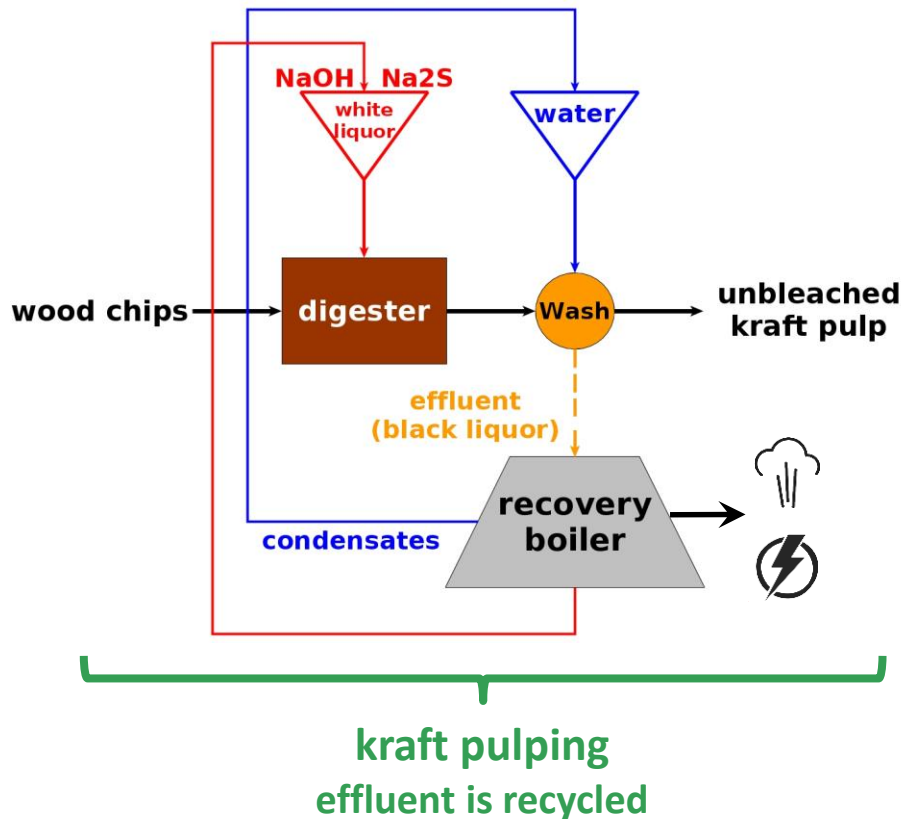 NaOH Na2S
white
liquor
water
wood chips
digester
Wash
unbleached
kraft pulp
effluent
(black liquor)
recovery
boiler
condensates
kraft pulping
effluent is recycled